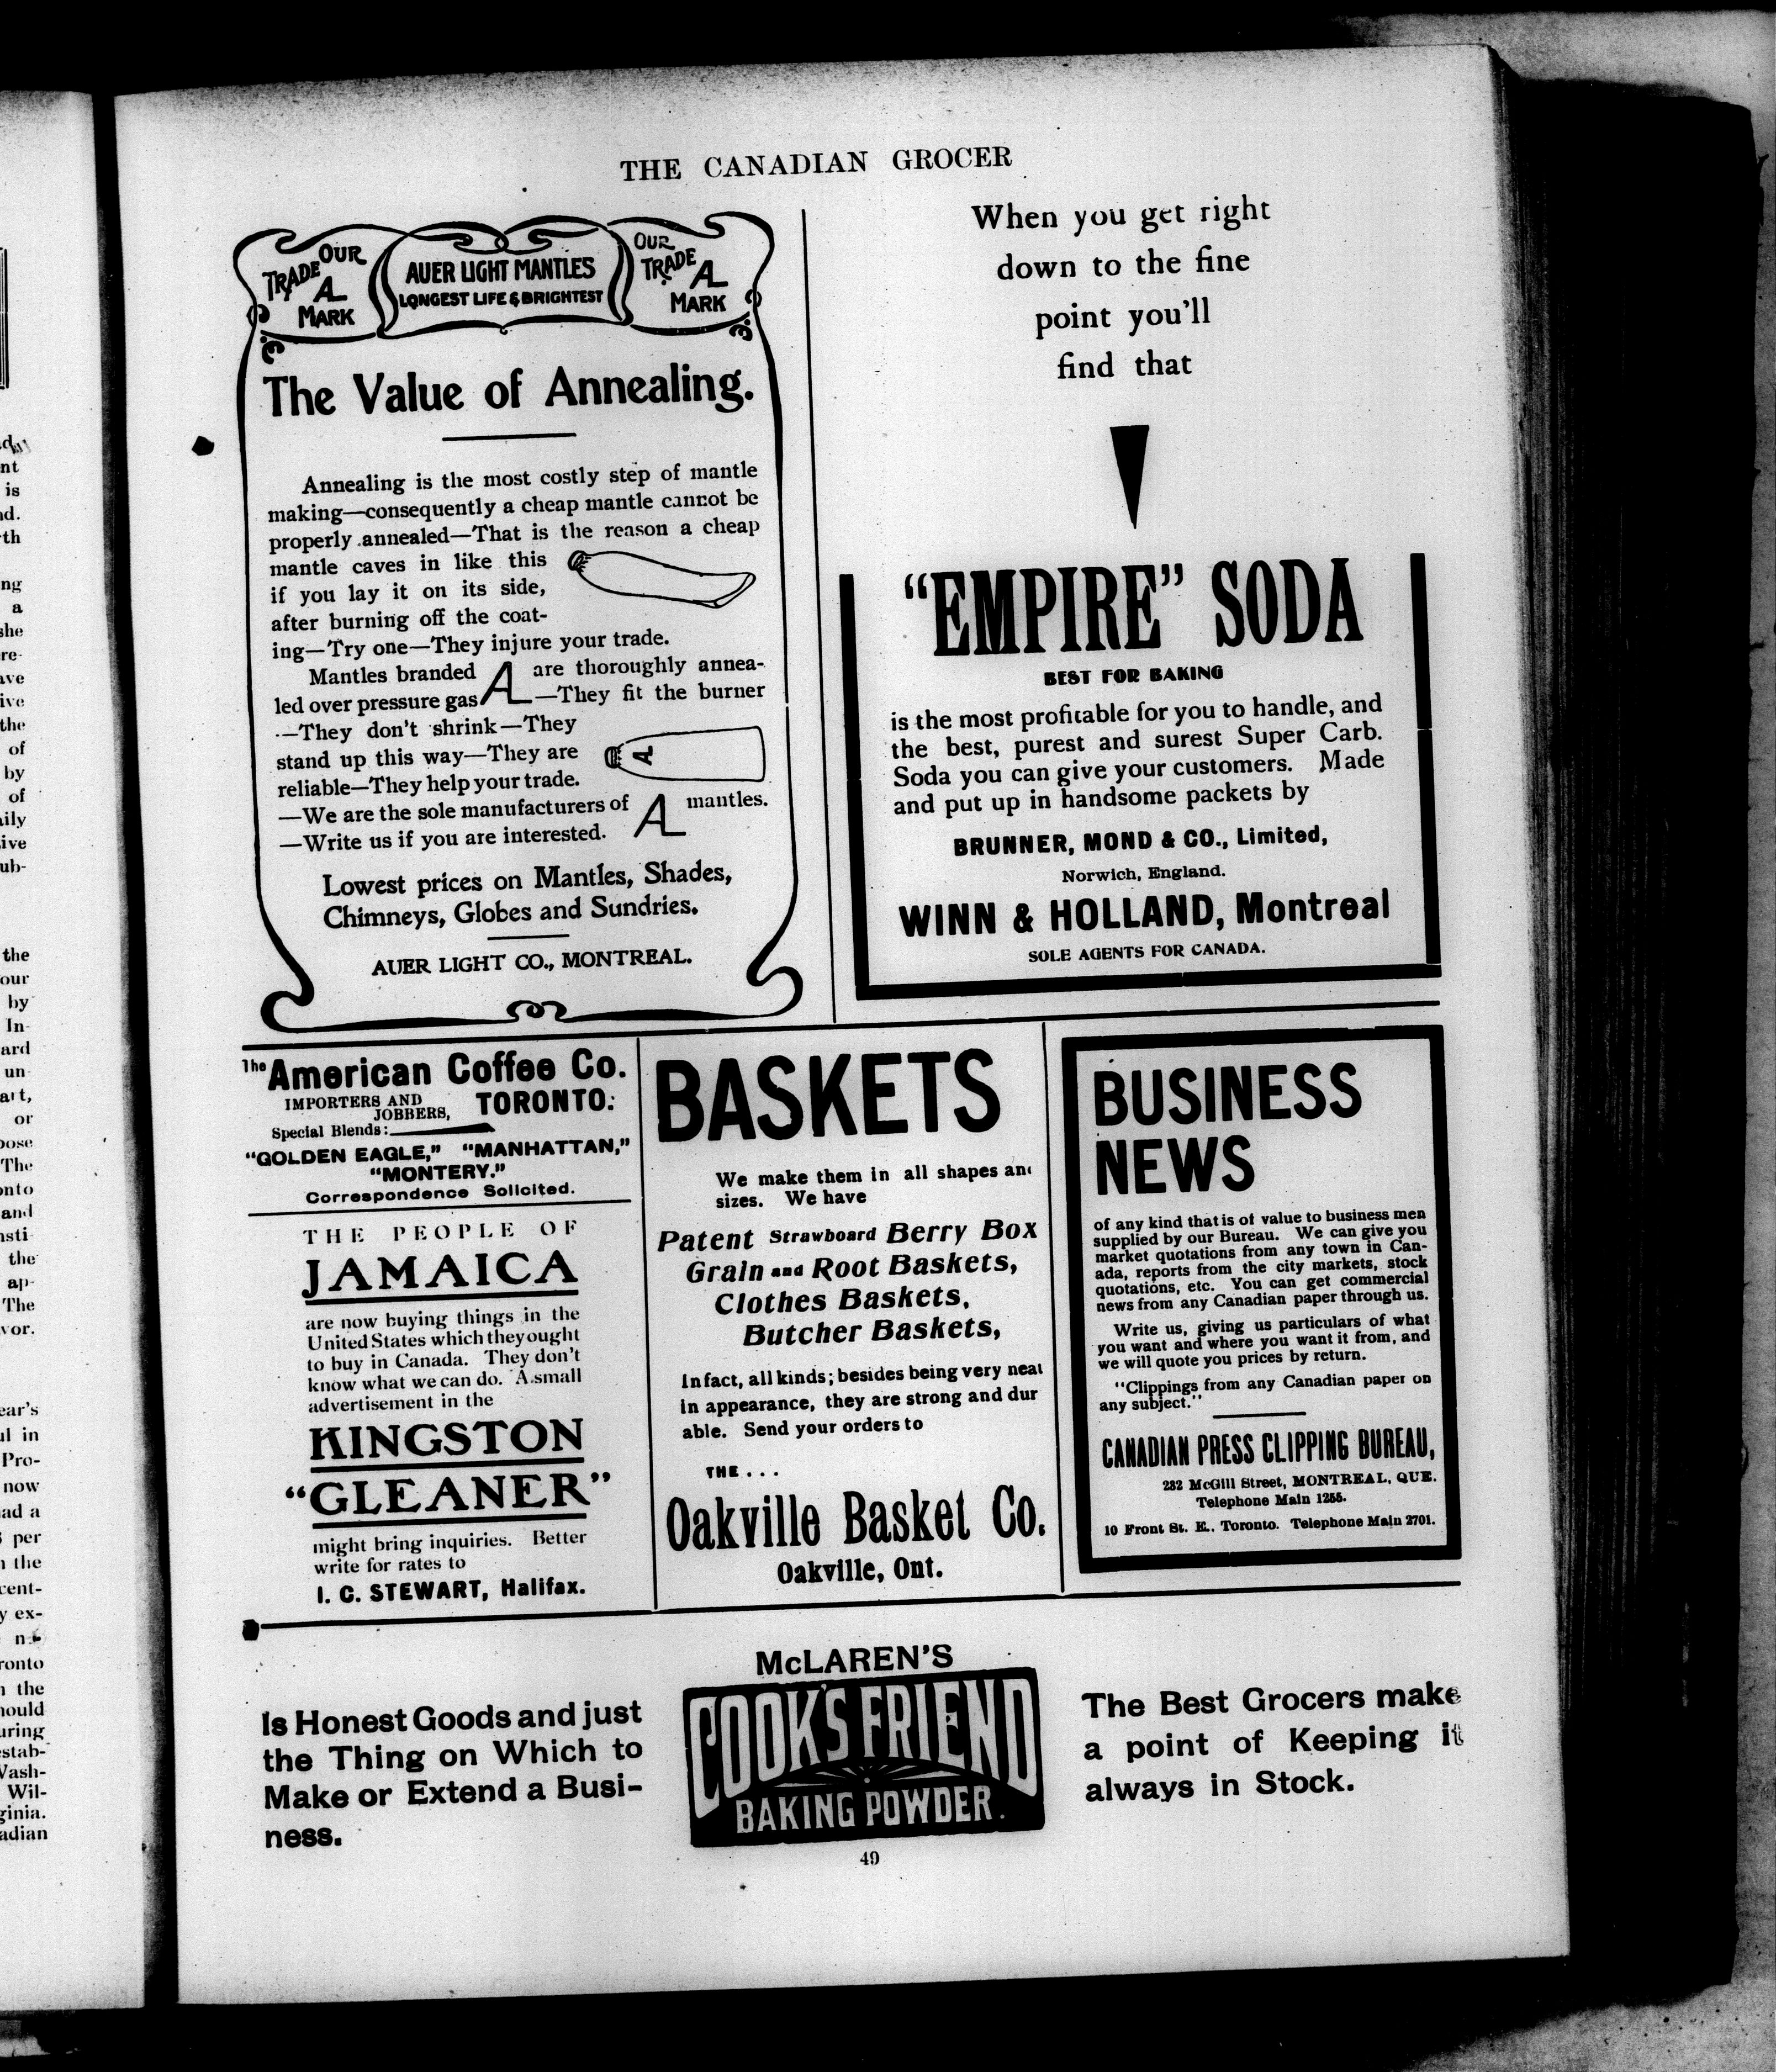 THE CANADIAN GROCER
OUR
TRADE A
MARK
AUER LIGHT MANTLES
LONGEST LIFE & BRIGHTEST
OUR
TRADE A
MARK
The Value of Annealing.
Annealing is the most costly step of mantle
making—consequently a cheap mantle cannot be
properly annealed—That is the reason a cheap
mantle caves in like this
if you lay it on its side,
after burning off the coat-
ing—Try one—They injure your trade.
Mantles branded A are thoroughly annea-
led over pressure gas—They fit the burner
—They don't shrink—They
stand up this way—They are
reliable—They help your trade.
—We are the sole manufacturers of A mantles.
—Write us if you are interested.
Lowest prices on Mantles, Shades,
Chimneys, Globes and Sundries.
AUER LIGHT CO., MONTREAL.
When you get right
down to the fine
point you'll
find that
"EMPIRE" SODA
BEST FOR BAKING
is the most profitable for you to handle, and
the best, purest and surest Super Carb.
Soda you can give your customers. Made
and put up in handsome packets by
BRUNNER, MOND & CO., Limited,
Norwich, England.
WINN & HOLLAND, Montreal
SOLE AGENTS FOR CANADA.
The American Coffee Co.
IMPORTERS AND
JOBBERS, TORONTO.
Special Blends:
"GOLDEN EAGLE," "MANHATTAN,"
"MONTERY."
Correspondence Solicited.
THE PEOPLE OF
JAMAICA
are now buying things in the
United States which they ought
to buy in Canada. They don't
know what we can do. A small
advertisement in the
KINGSTON
"GLEANER"
might bring inquiries. Better
write for rates to
I. C. STEWART, Halifax.
BASKETS
We make them in all shapes and
sizes. We have
Patent Strawboard Berry Box
Grain and Root Baskets,
Clothes Baskets,
Butcher Baskets,
In fact, all kinds; besides being very neat
in appearance, they are strong and dur
able. Send your orders to
THE...
Oakville Basket Co.
Oakville, Ont.
BUSINESS
NEWS
of any kind that is of value to business men
supplied by our Bureau. We can give you
market quotations from any town in Can-
ada, reports from the city markets, stock
quotations, etc. You can get commercial
news from any Canadian paper through us.
Write us, giving us particulars of what
you want and where you want it from, and
we will quote you prices by return.
"Clippings from any Canadian paper on
any subject."
CANADIAN PRESS CLIPPING BUREAU,
232 McGill Street, MONTREAL, QUE.
Telephone Main 1255.
10 Front St. E., Toronto. Telephone Main 2701.
Is Honest Goods and just
the Thing on Which to
Make or Extend a Busi-
ness.
McLAREN'S
COOK'S FRIEND
BAKING POWDER.
The Best Grocers make
a point of Keeping it
always in Stock.
49